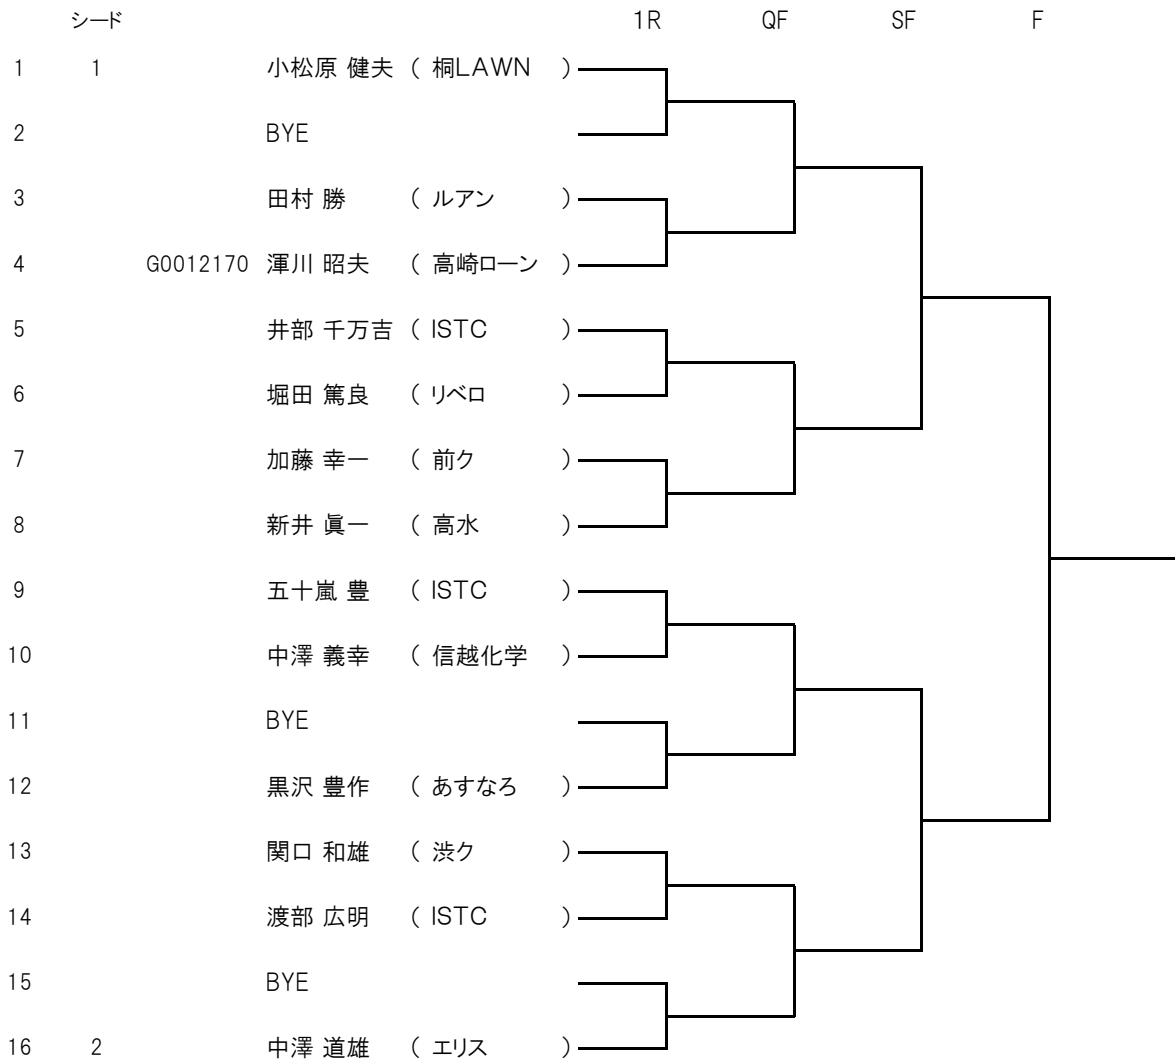 シード 1R QF SF F
1 1 小松原 健夫 ( 桐LAWN )
2 BYE
3 田村 勝 ( ルアン )
4 G0012170 渾川 昭夫 ( 高崎ローン )
5 井部 千万吉 ( ISTC )
6 堀田 篤良 ( リベロ )
7 加藤 幸一 ( 前ク )
8 新井 眞一 ( 高水 )
9 五十嵐 豊 ( ISTC )
10 中澤 義幸 ( 信越化学 )
11 BYE
12 黒沢 豊作 ( あすなろ )
13 関口 和雄 ( 渋ク )
14 渡部 広明 ( ISTC )
15 BYE
16 2 中澤 道雄 ( エリス )